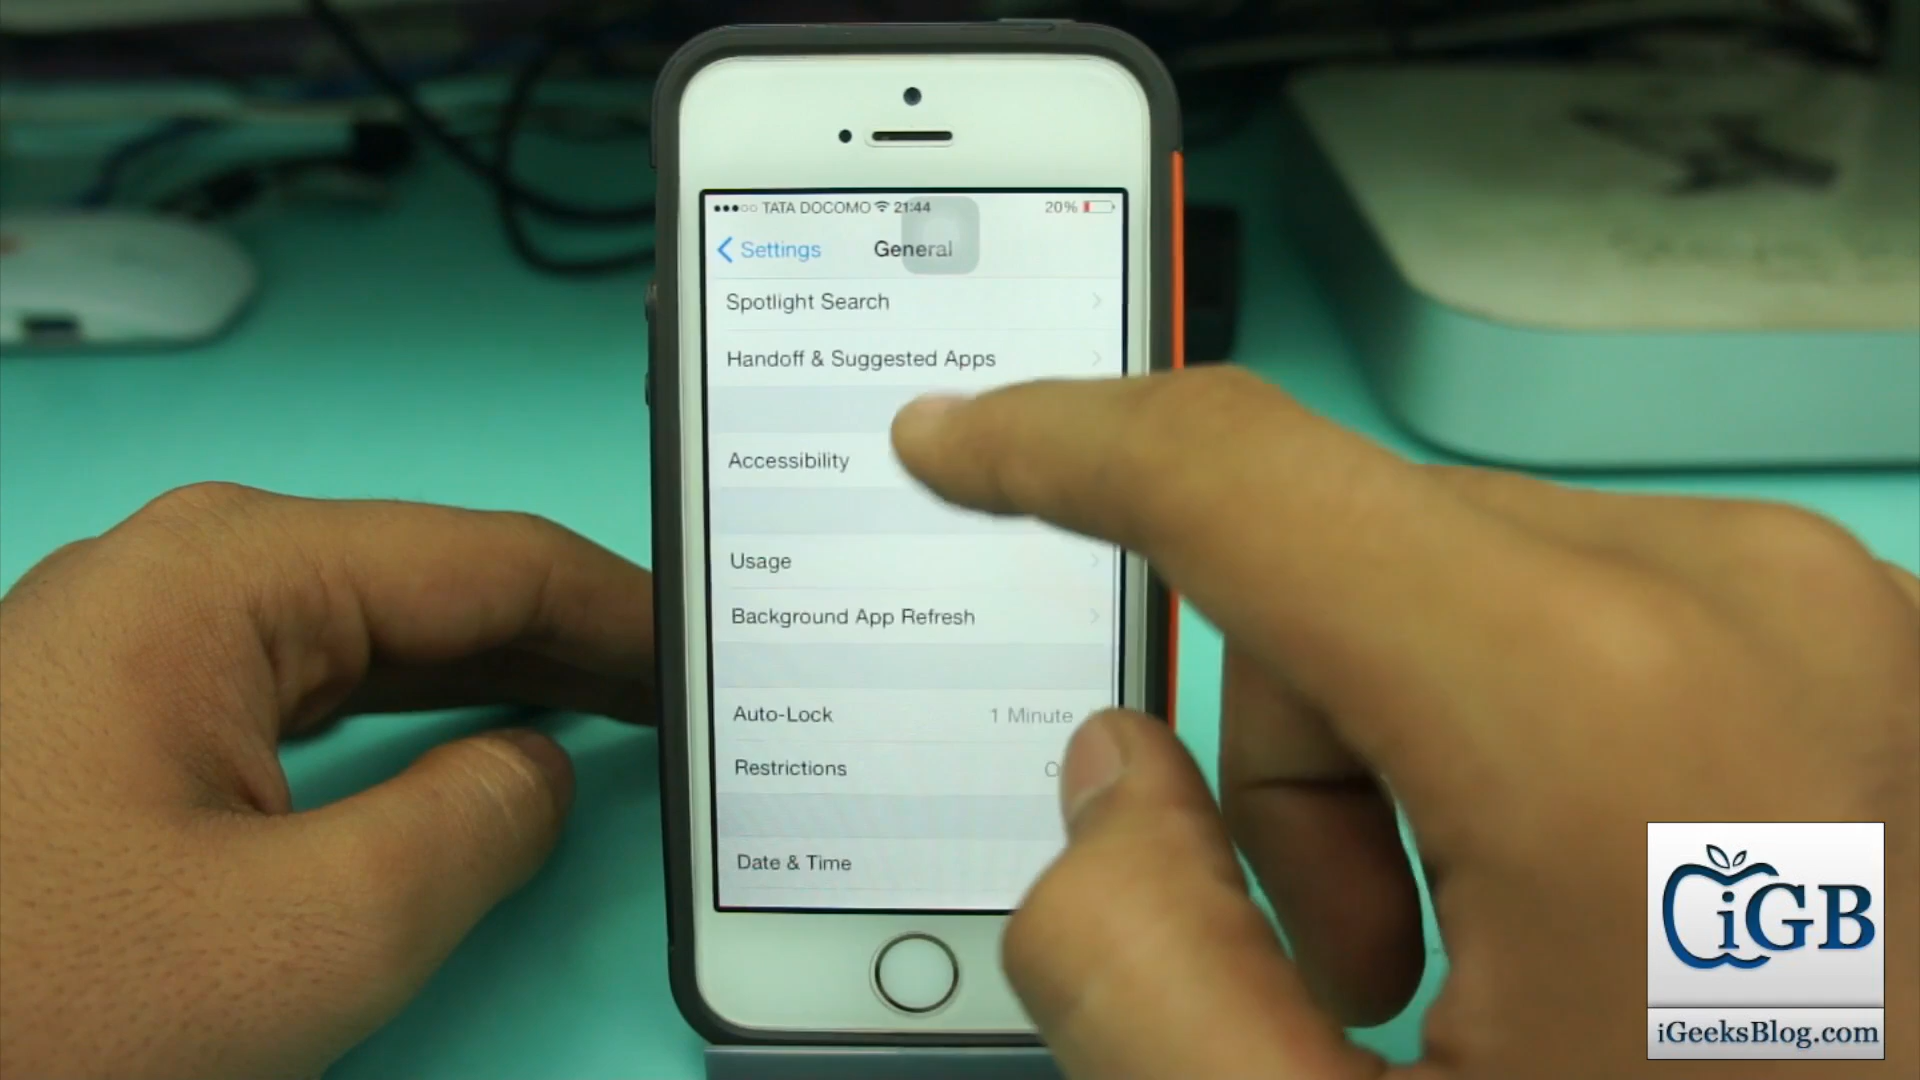 TATA DOCOMO 21:44 20%
Settings General
Spotlight Search
Handoff & Suggested Apps
Accessibility
Usage
Background App Refresh
Auto-Lock 1 Minute
Restrictions
Date & Time
iGB
iGeeksBlog.com